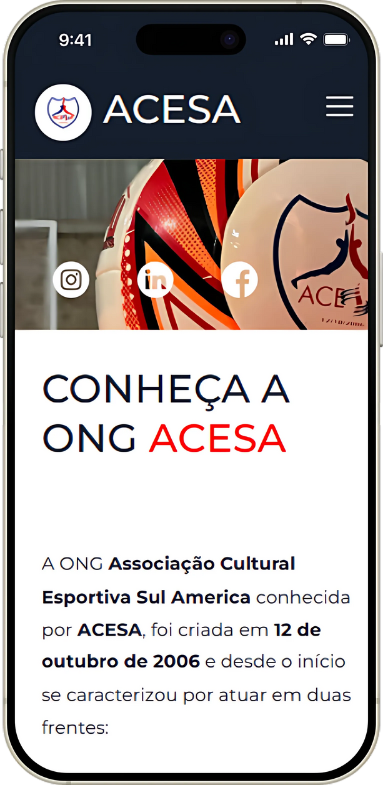 9:41
ACESA
in
CONHEÇA A
ONG ACESA
A ONG Associação Cultural
Esportiva Sul America conhecida
por ACESA, foi criada em 12 de
outubro de 2006 e desde o início
se caracterizou por atuar em duas
frentes: